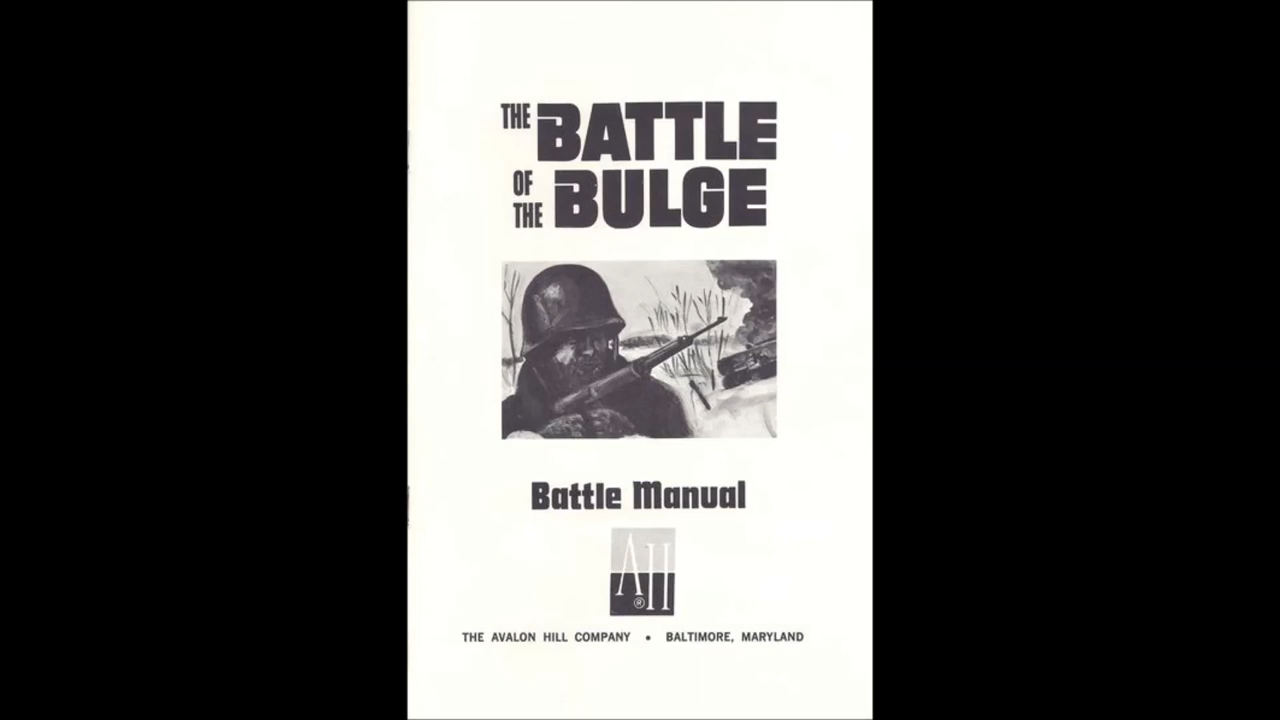 THE BATTLE
OF THE BULGE
Battle Manual
AH®
THE AVALON HILL COMPANY • BALTIMORE, MARYLAND